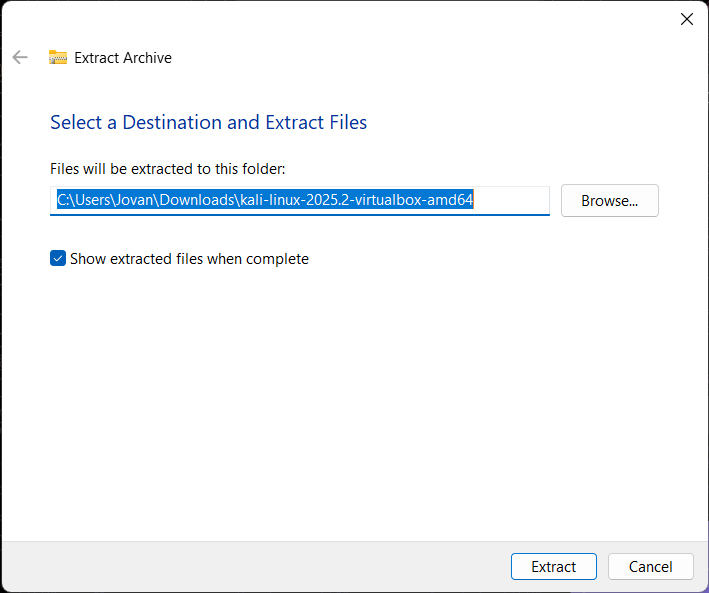 Extract Archive
Select a Destination and Extract Files
Files will be extracted to this folder:
C:\Users\Jovan\Downloads\kali-linux-2025.2-virtualbox-amd64
Browse...
Show extracted files when complete
Extract
Cancel